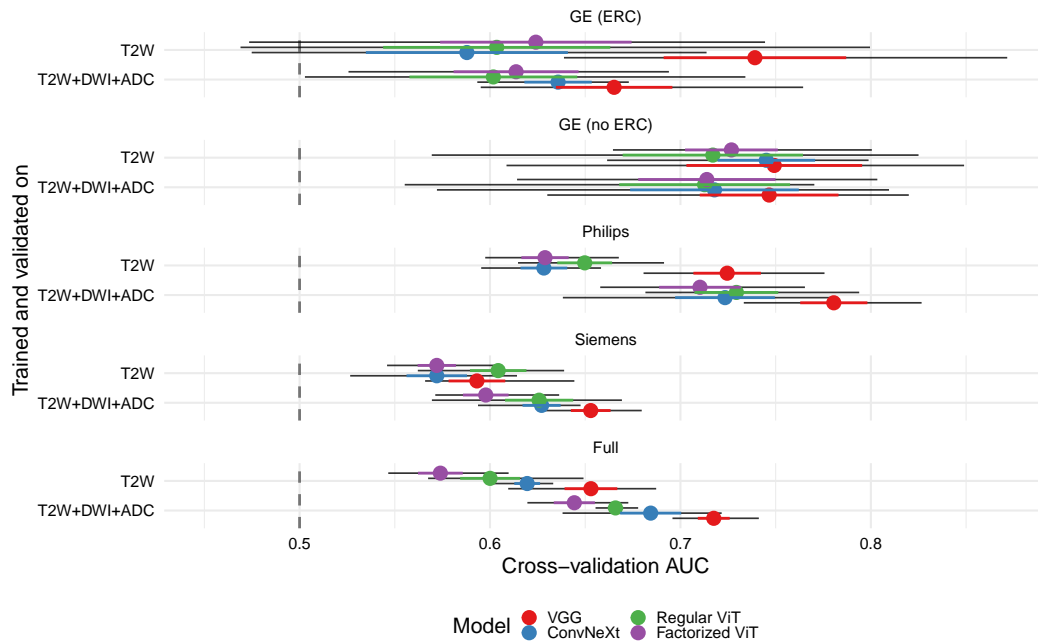 GE (ERC)
T2W
T2W+DWI+ADC
GE (no ERC)
T2W
T2W+DWI+ADC
Philips
T2W
T2W+DWI+ADC
Siemens
T2W
T2W+DWI+ADC
Full
T2W
T2W+DWI+ADC
0.5 0.6 0.7 0.8
Cross−validation AUC
Trained and validated on
Model
VGG
ConvNeXt
Regular ViT
Factorized ViT